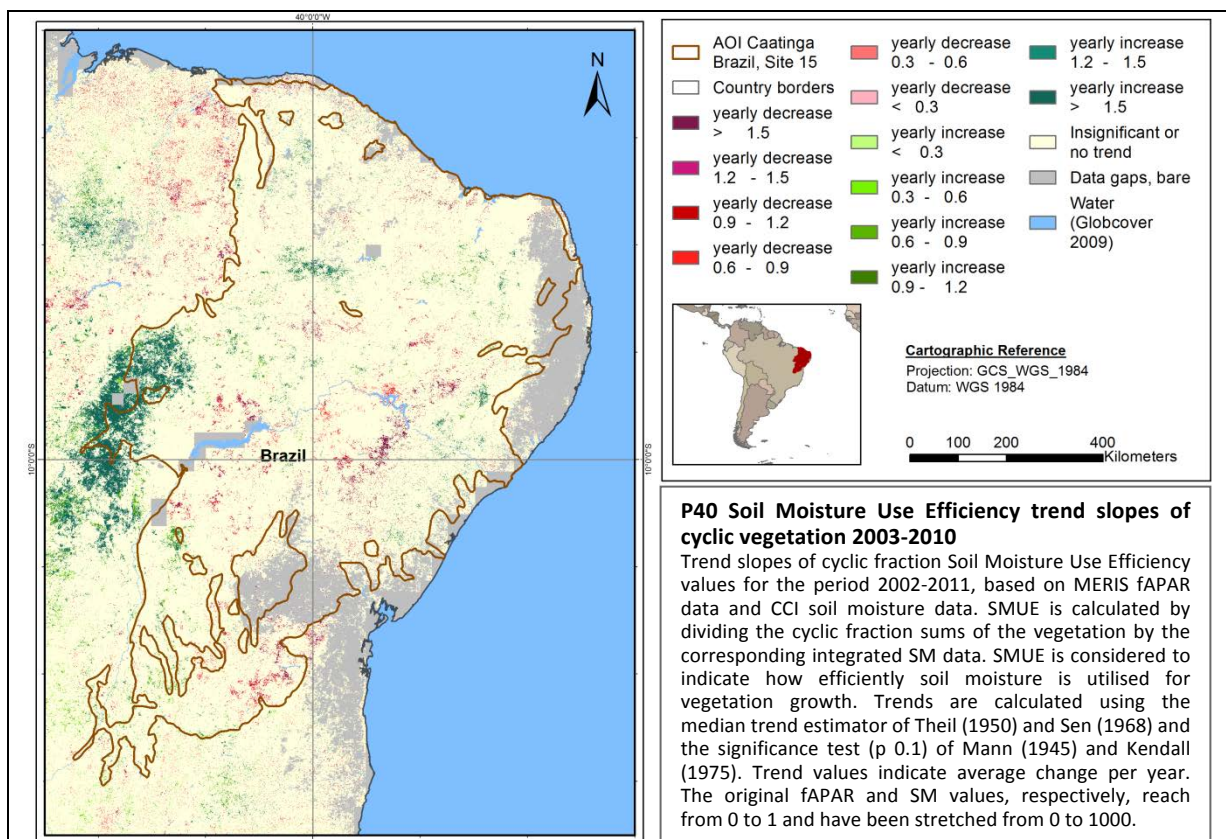 40°0'0"W
N
10°0'0"S
Brazil
10°0'0"S
AOI Caatinga
Brazil, Site 15
Country borders
yearly decrease
> 1.5
yearly decrease
1.2 - 1.5
yearly decrease
0.9 - 1.2
yearly decrease
0.6 - 0.9
yearly decrease
0.3 - 0.6
yearly decrease
< 0.3
yearly increase
< 0.3
yearly increase
0.3 - 0.6
yearly increase
0.6 - 0.9
yearly increase
0.9 - 1.2
yearly increase
1.2 - 1.5
yearly increase
> 1.5
Insignificant or
no trend
Data gaps, bare
Water
(Globcover
2009)
Cartographic Reference
Projection: GCS_WGS_1984
Datum: WGS 1984
0 100 200 400
Kilometers
P40 Soil Moisture Use Efficiency trend slopes of
cyclic vegetation 2003-2010
Trend slopes of cyclic fraction Soil Moisture Use Efficiency
values for the period 2002-2011, based on MERIS fAPAR
data and CCI soil moisture data. SMUE is calculated by
dividing the cyclic fraction sums of the vegetation by the
corresponding integrated SM data. SMUE is considered to
indicate how efficiently soil moisture is utilised for
vegetation growth. Trends are calculated using the
median trend estimator of Theil (1950) and Sen (1968) and
the significance test (p 0.1) of Mann (1945) and Kendall
(1975). Trend values indicate average change per year.
The original fAPAR and SM values, respectively, reach
from 0 to 1 and have been stretched from 0 to 1000.